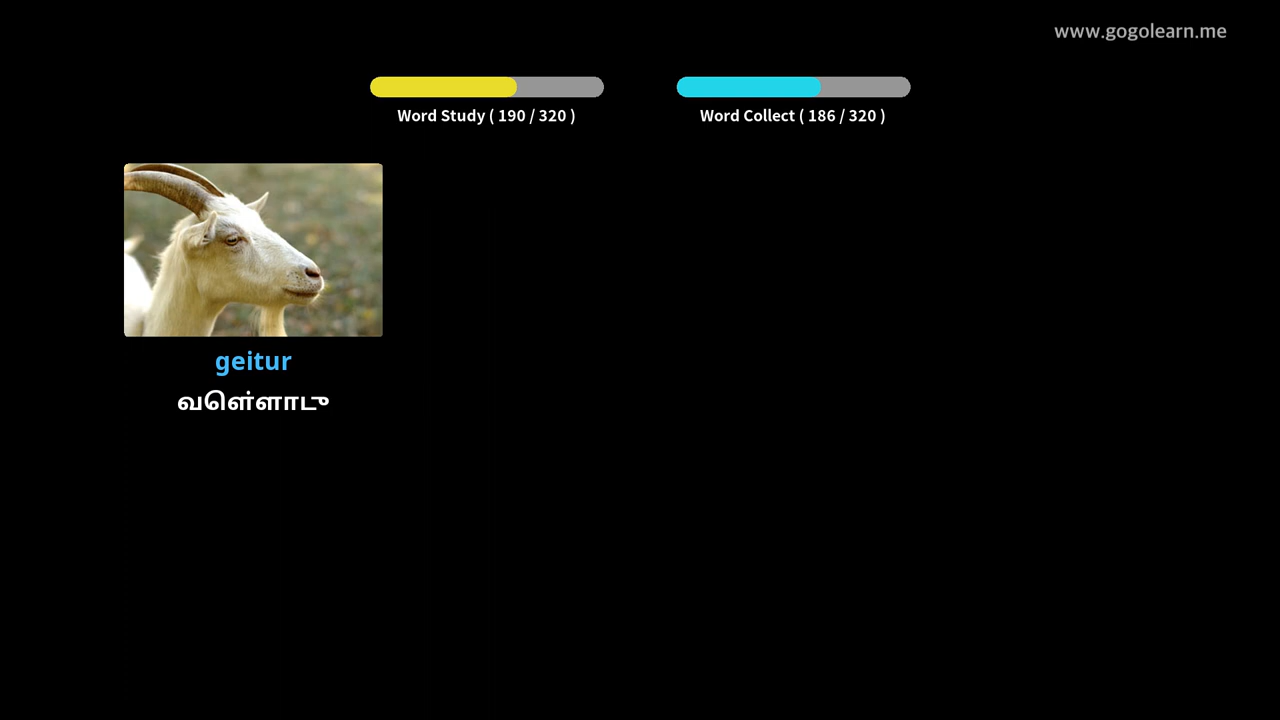 www.gogolearn.me
Word Study ( 190 / 320 )
Word Collect ( 186 / 320 )
geitur
வெள்ளாடு